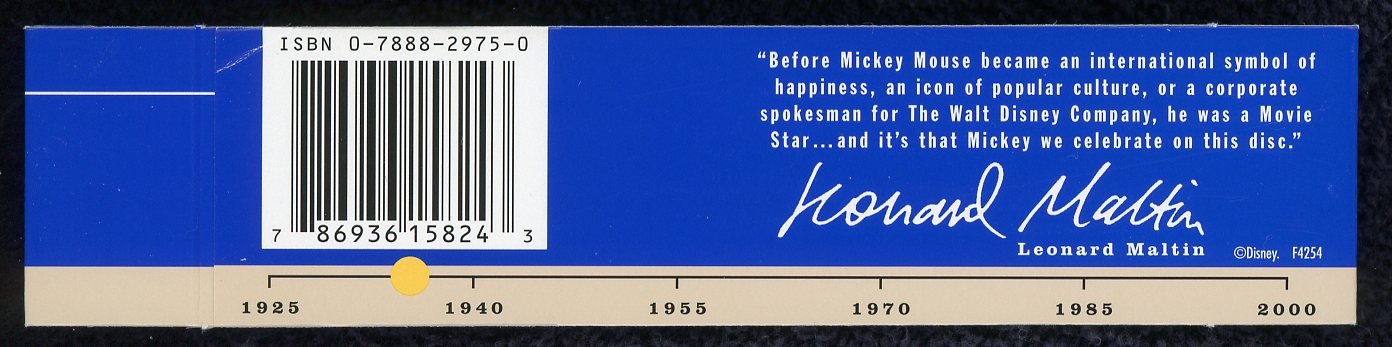 ISBN 0-7888-2975-0
7 86936 15824 3
“Before Mickey Mouse became an international symbol of
happiness, an icon of popular culture, or a corporate
spokesman for The Walt Disney Company, he was a Movie
Star...and it’s that Mickey we celebrate on this disc.”
Leonard Maltin
Leonard Maltin
©Disney. F4254
1925 1940 1955 1970 1985 2000